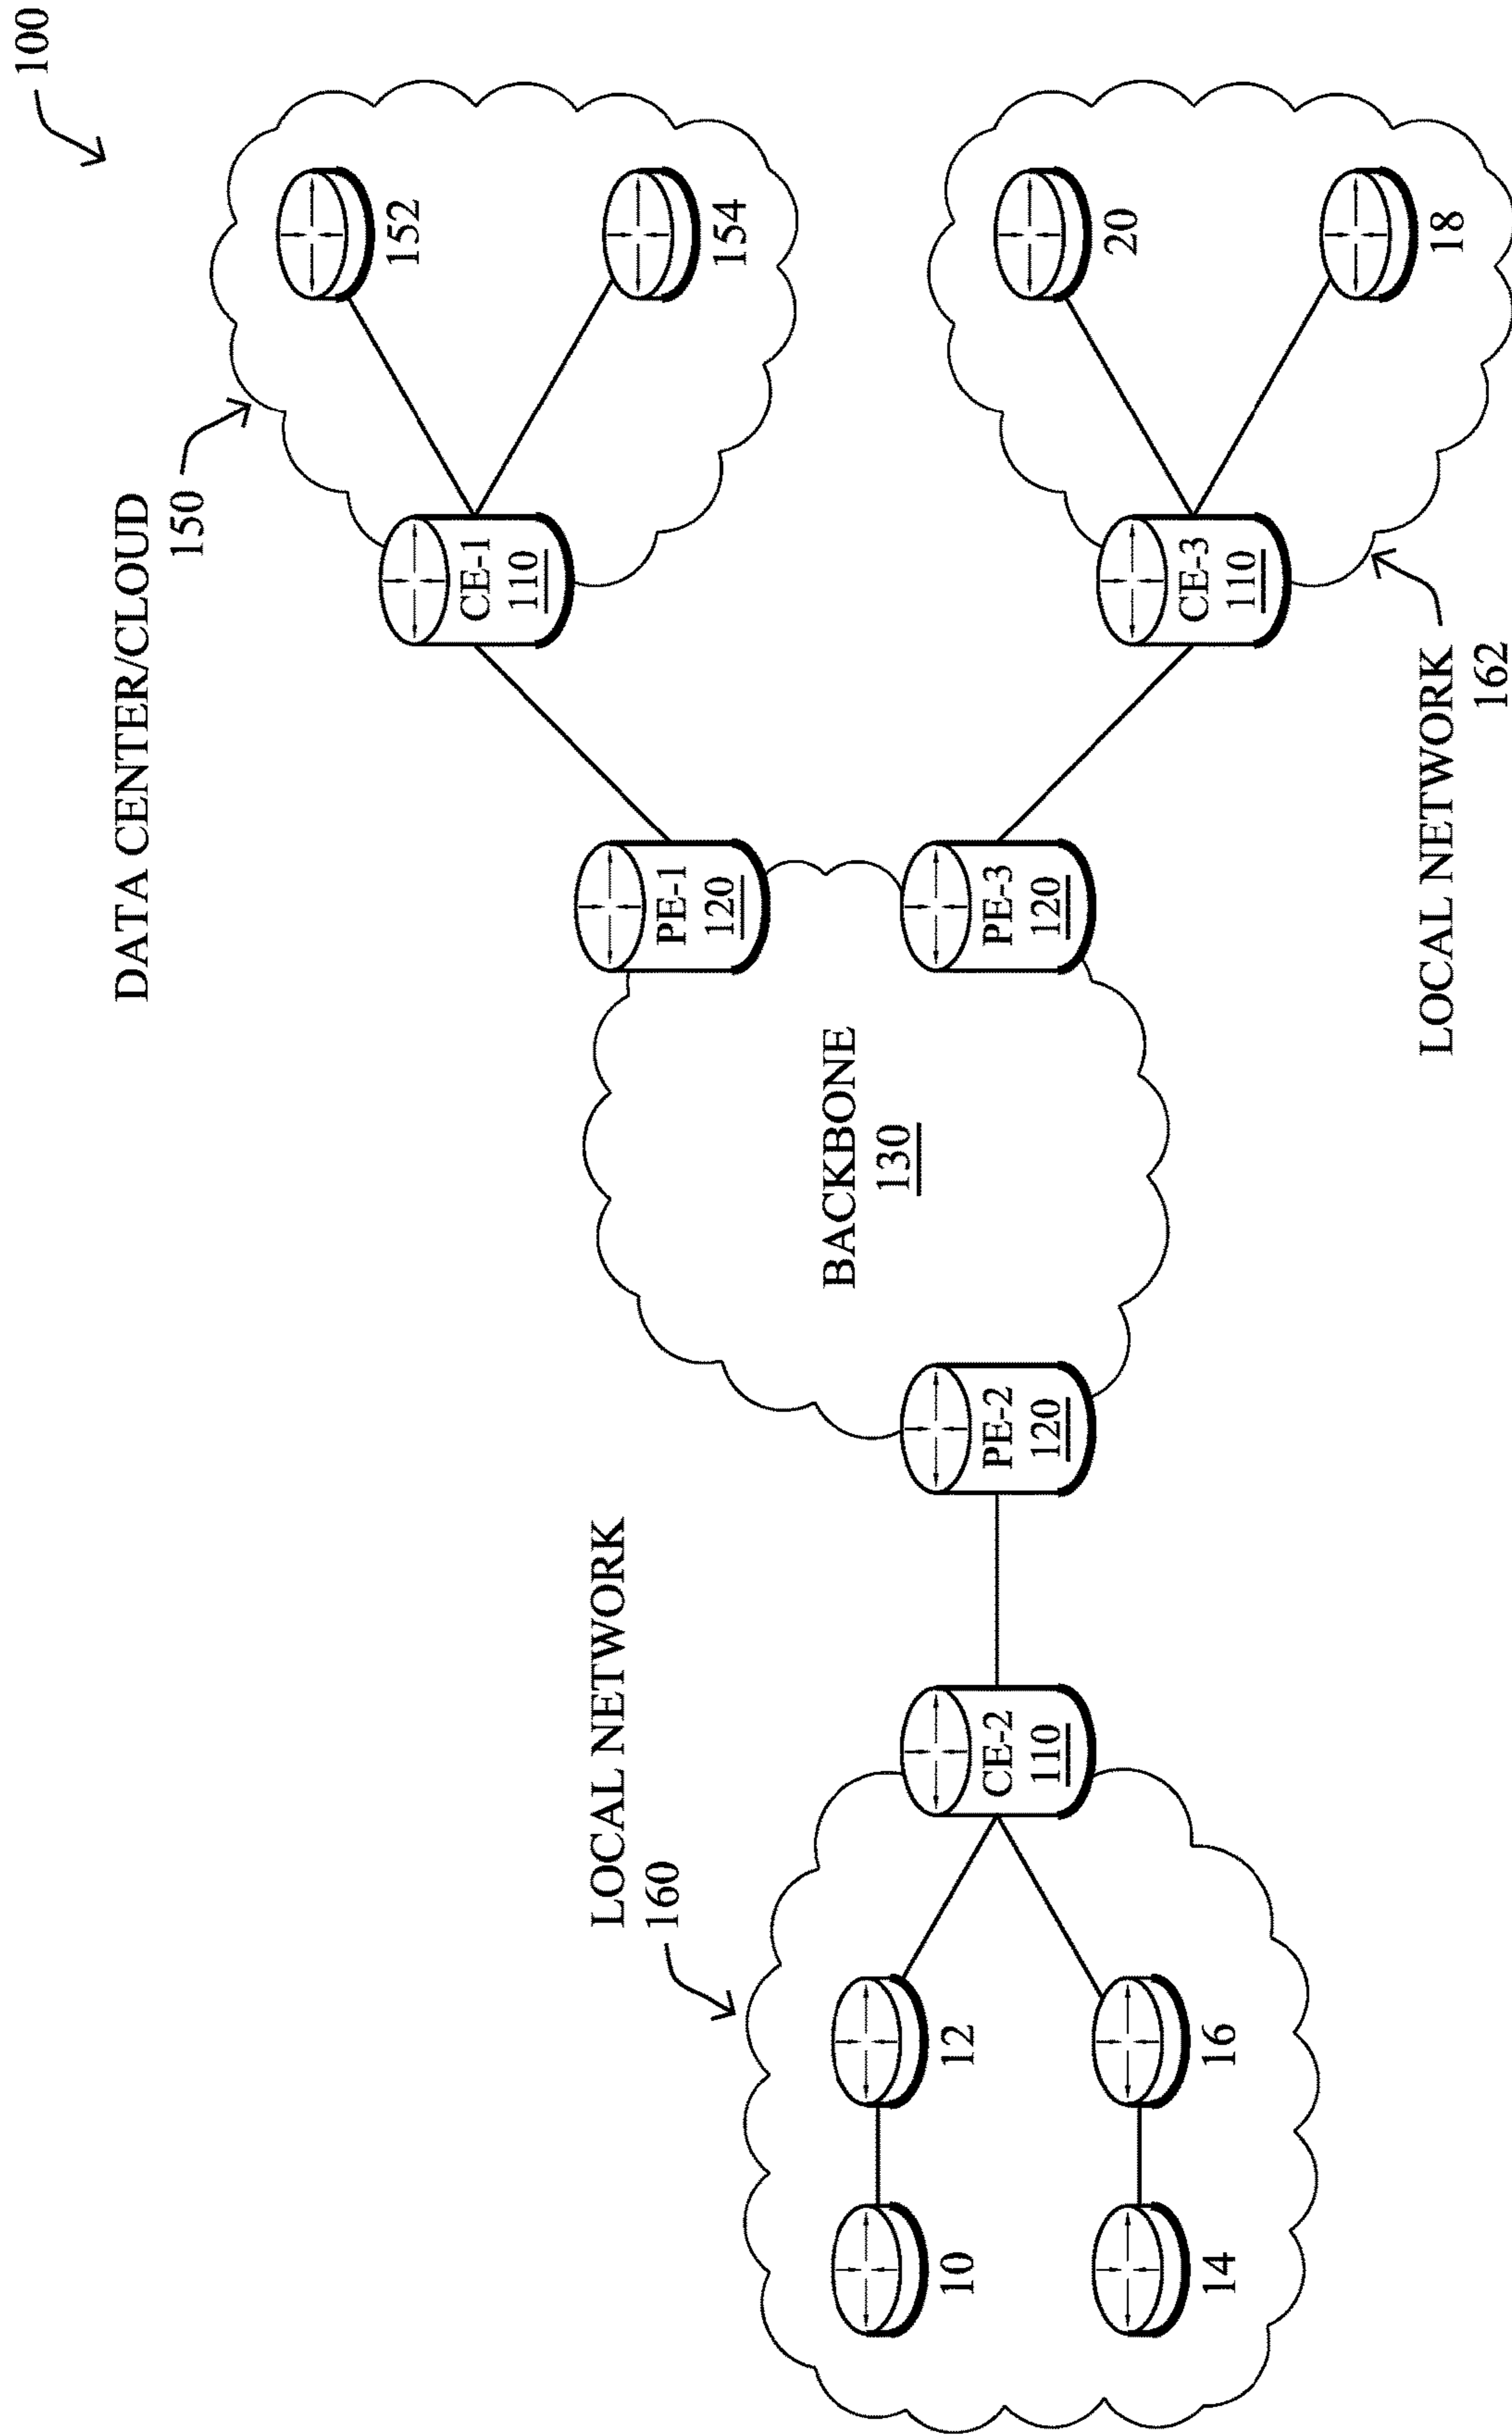 100
DATA CENTER/CLOUD
150
152
154
CE-1
110
PE-1
120
LOCAL NETWORK
160
BACKBONE
130
10
12
CE-2
110
PE-2
120
PE-3
120
CE-3
110
20
14
16
18
LOCAL NETWORK
162